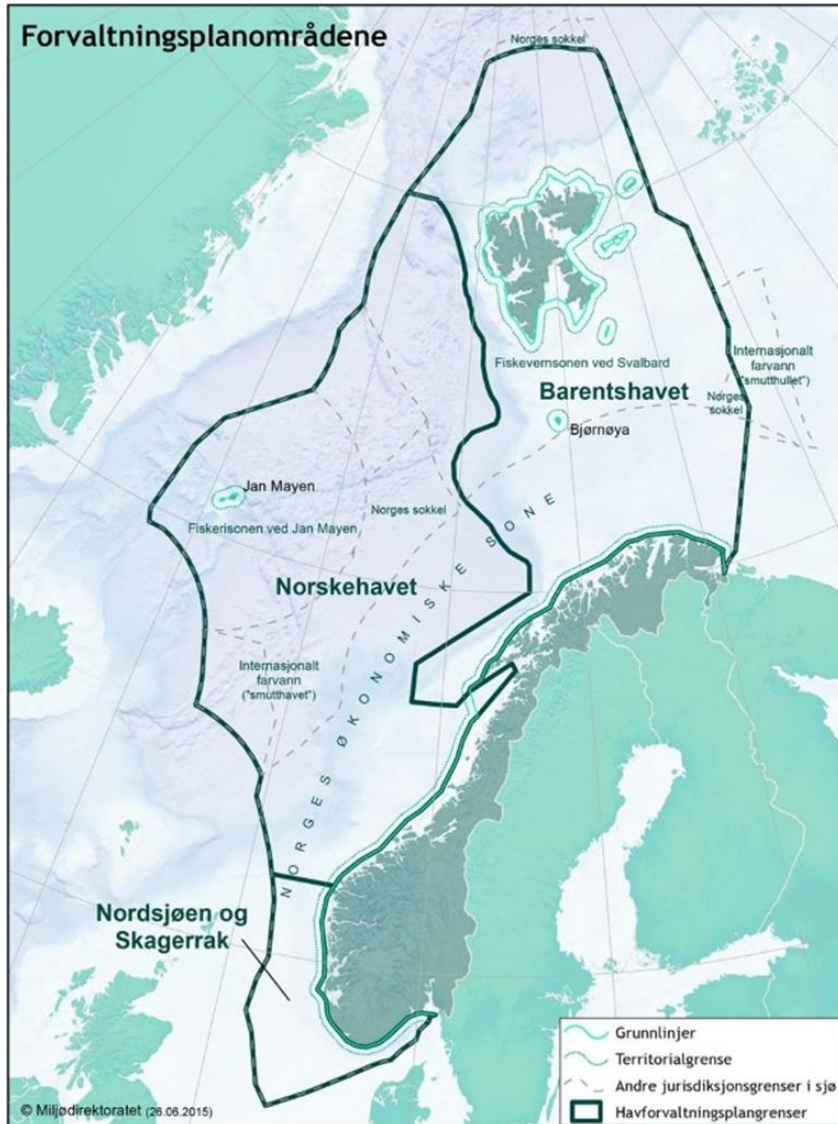 Forvaltningsplanområdene
Norges sokkel
Fiskevernsonen ved Svalbard
Internasjonalt
farvann
("smutthullet")
Barentshavet
Norges
sokkel
Bjørnøya
Jan Mayen
Fiskerisonen ved Jan Mayen
Norges sokkel
Norskehavet
Internasjonalt
farvann
("smutthavet")
NORGES ØKONOMISKE SONE
Nordsjøen og
Skagerrak
Grunnlinjer
Territorialgrense
Andre jurisdiksjonsgrenser i sjø
Havforvaltningsplangrenser
© Miljødirektoratet (26.06.2015)